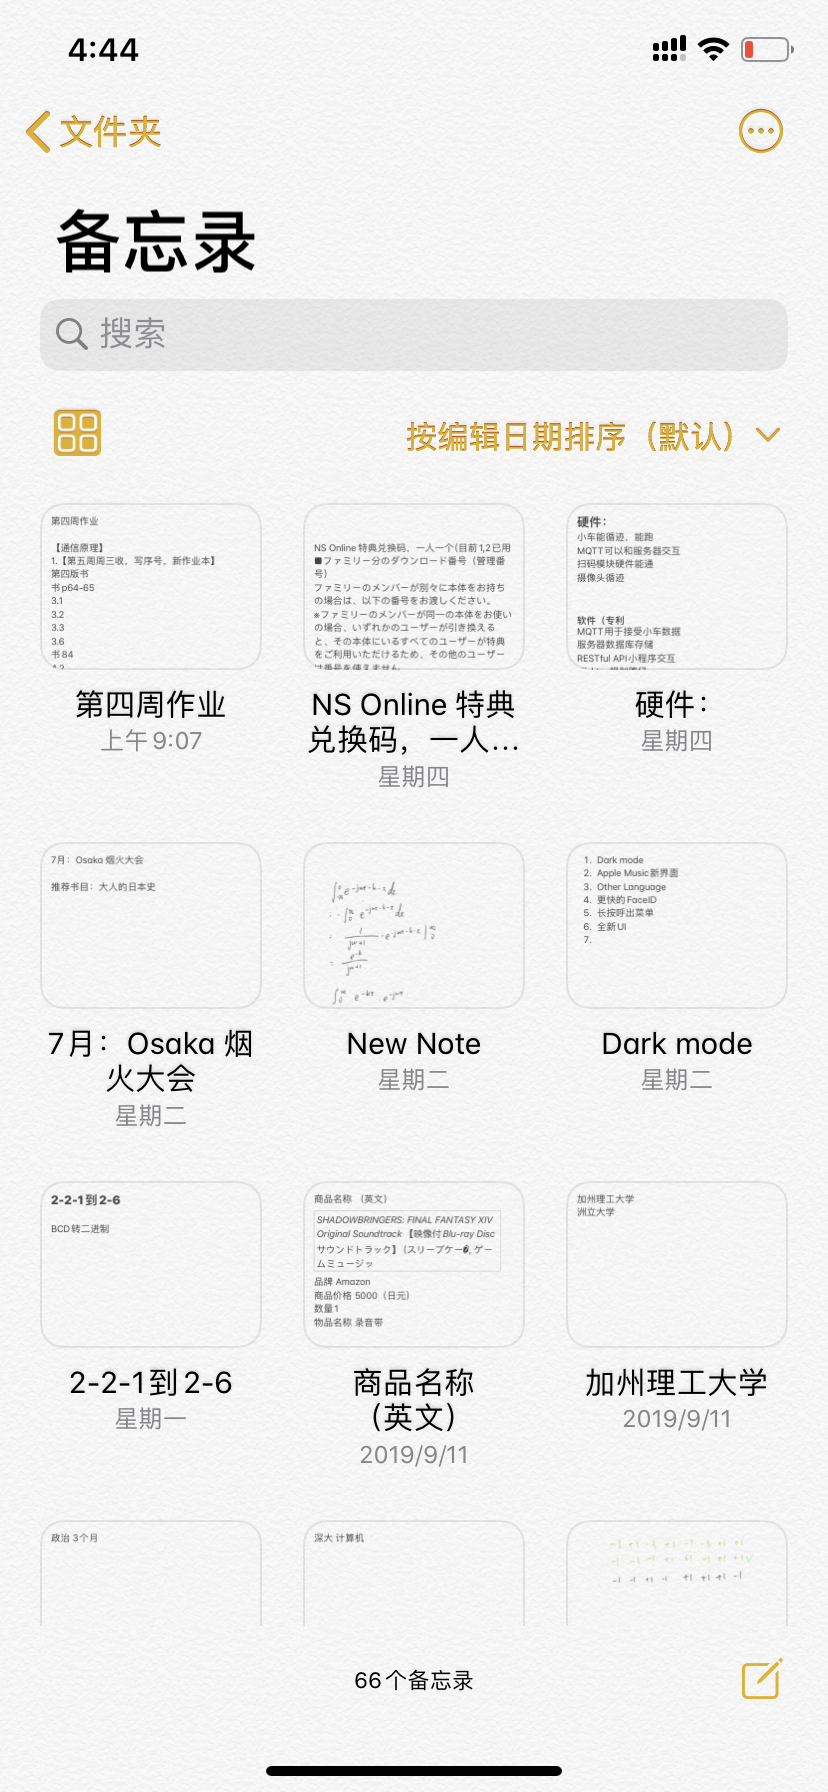 4:44
文件夹
备忘录
搜索
按编辑日期排序（默认）
第四周作业
【通信原理】
1.【第五周周三收，写序号，新作业本】
第四版书
书p64-65
3.1
3.2
3.3
3.6
书84
第四周作业
上午9:07
NS Online 特典兑换码，一人一个(目前1,2已用
■ファミリー分のダウンロード番号（管理番
号）
ファミリーのメンバーが別々に本体をお持ち
の場合は、以下の番号をお渡しください。
※ファミリーのメンバーが同一の本体をお使い
の場合、いずれかのユーザーが引き換える
と、その本体にいるすべてのユーザーが特典
をご利用いただけるため、その他のユーザー
は番号を使えません
NS Online 特典
兑换码，一人...
星期四
硬件：
小车能循迹，能跑
MQTT可以和服务器交互
扫码模块硬件能通
摄像头循迹
软件（专利
MQTT用于接受小车数据
服务器数据库存储
RESTful API小程序交互
硬件：
星期四
7月：Osaka 烟火大会
推荐书目：大人的日本史
7月：Osaka 烟
火大会
星期二
New Note
星期二
1. Dark mode
2. Apple Music新界面
3. Other Language
4. 更快的FaceID
5. 长按呼出菜单
6. 全新UI
7.
Dark mode
星期二
2-2-1到2-6
BCD转二进制
2-2-1到2-6
星期一
商品名称 （英文）
SHADOWBRINGERS: FINAL FANTASY XIV
Original Soundtrack 【映像付Blu-ray Disc
サウンドトラック】 (スリーブケー�, ゲー
ムミュージッ
品牌 Amazon
商品价格 5000（日元）
数量1
物品名称 录音带
商品名称
（英文）
2019/9/11
加州理工大学
洲立大学
加州理工大学
2019/9/11
政治 3个月
深大 计算机
66个备忘录